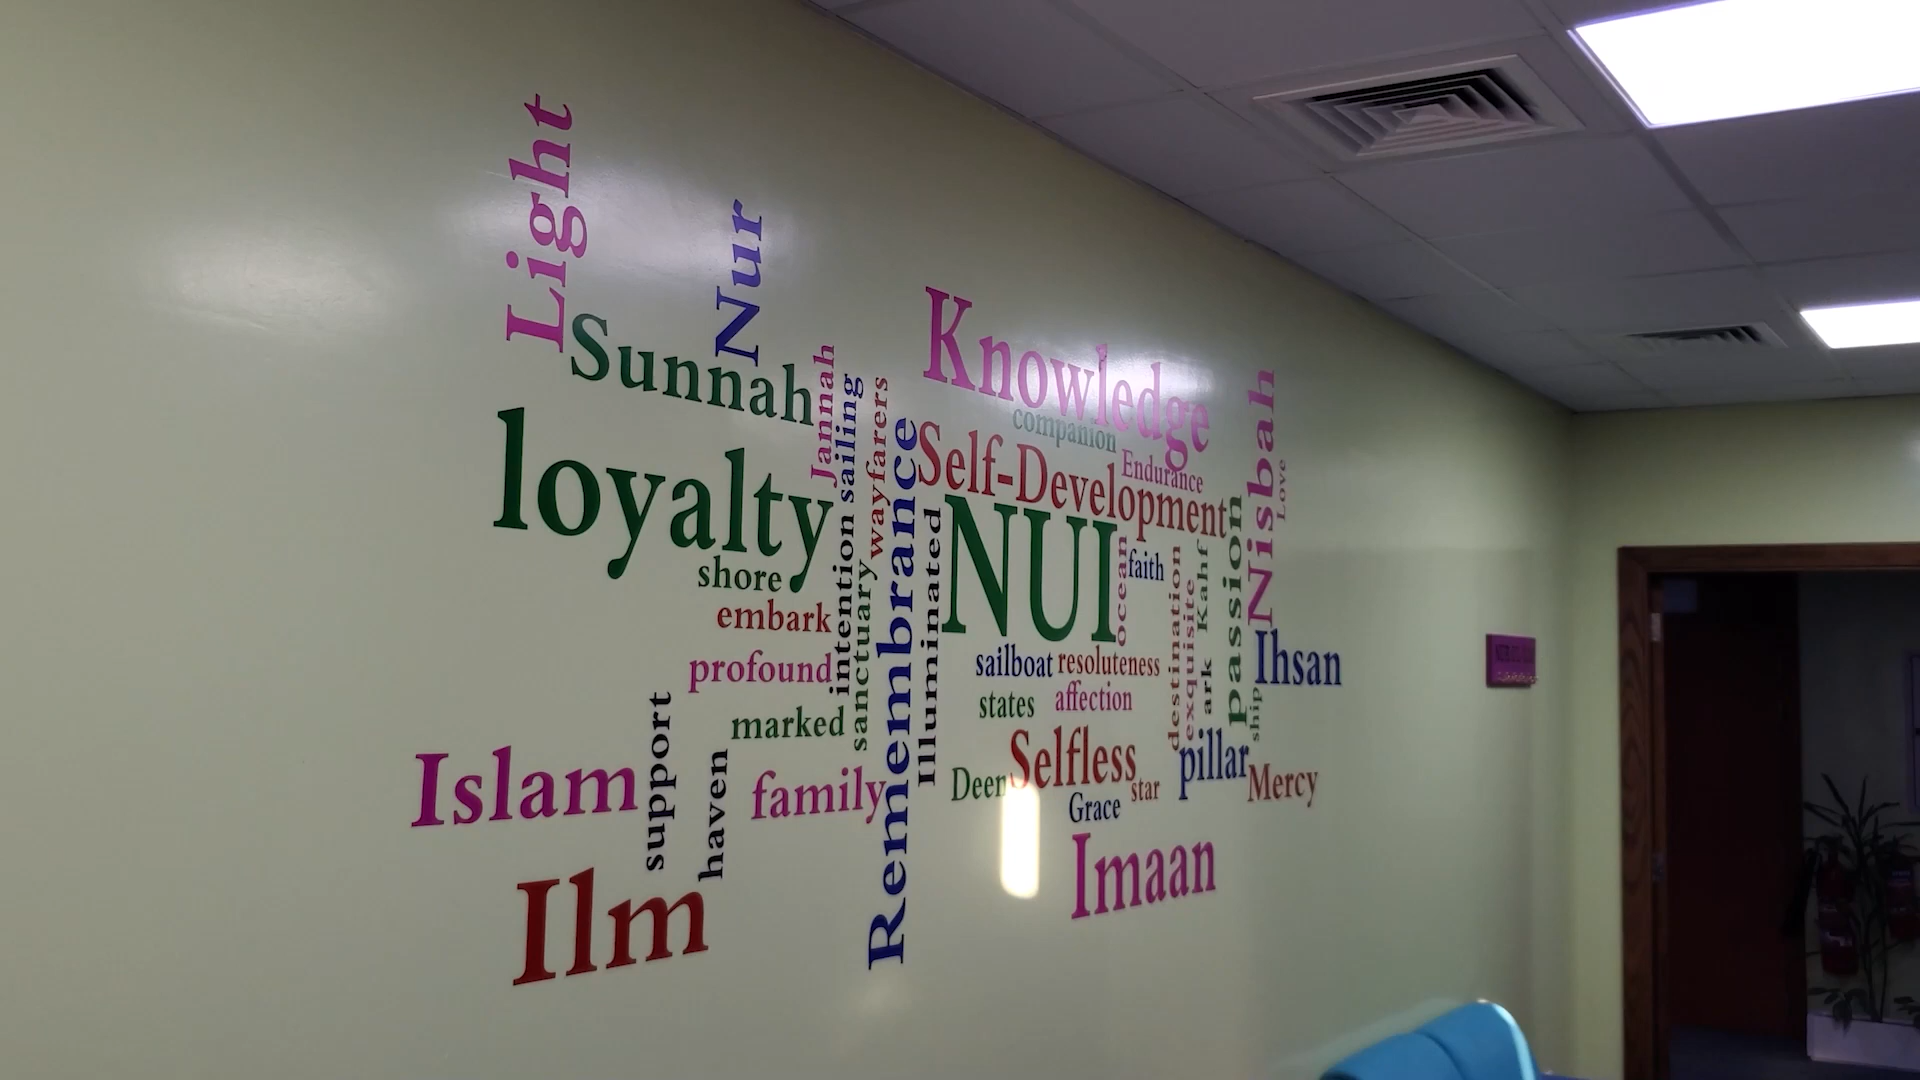 Light
Nur
Sunnah
Jannah
sailing
wayfarers
Knowledge
companion
Endurance
Nisbah
Love
loyalty
Self-Development
NUI
shore
embark
profound
marked
intention
sanctuary
Remembrance
Illuminated
ocean
faith
destination
exquisite
Kahf
ark
passion
ship
Ihsan
sailboat
resoluteness
states
affection
Islam
support
haven
family
Deen
Selfless
star
Grace
pillar
Mercy
Ilm
Imaan